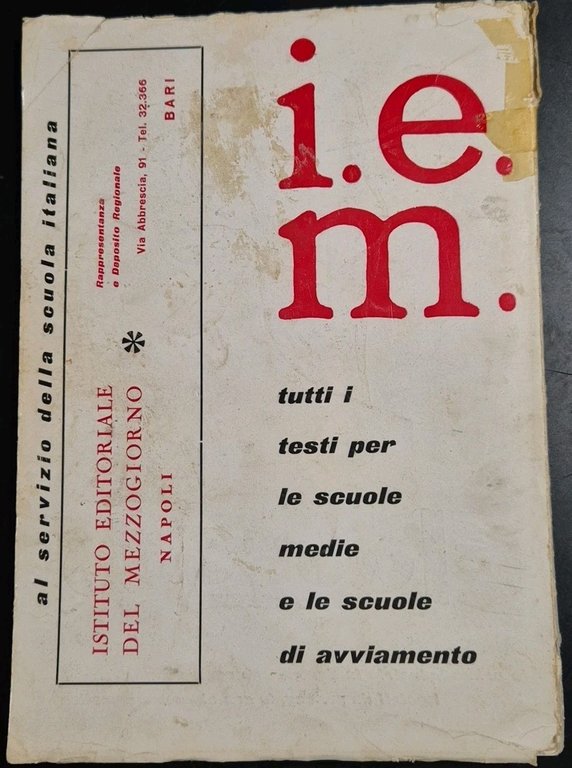 i.e.
m.
tutti i
testi per
le scuole
medie
e le scuole
di avviamento
al servizio della scuola italiana
ISTITUTO EDITORIALE
DEL MEZZOGIORNO
NAPOLI
Rappresentanza
e Deposito Regionale
Via Abbrescia, 91 - Tel. 32.366
BARI